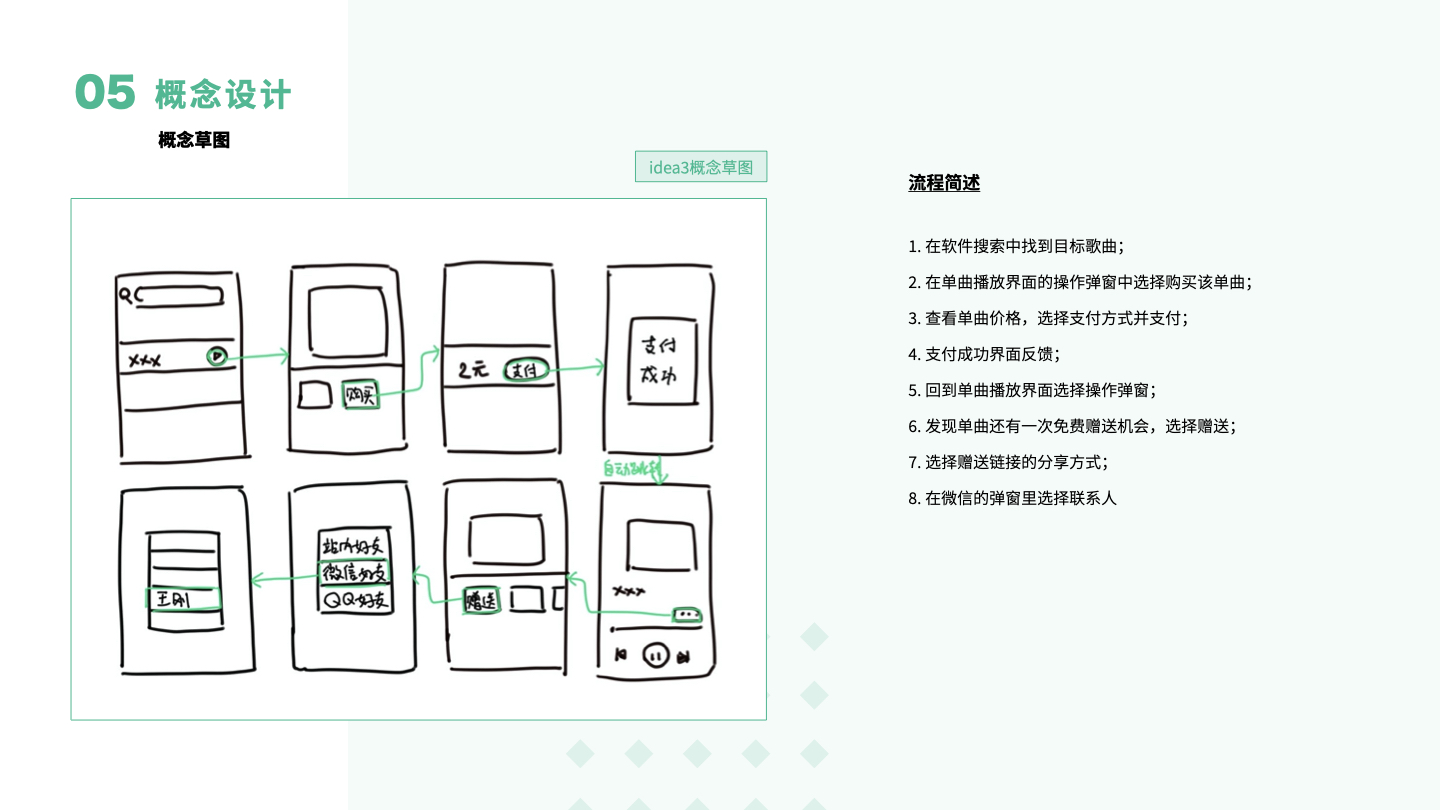 05 概念设计
概念草图
idea3概念草图
xxx
购买
2元 支付
支付
成功
自动跳转
xxx
赠送
站内好友
微信好友
QQ好友
王刚
流程简述
1. 在软件搜索中找到目标歌曲；
2. 在单曲播放界面的操作弹窗中选择购买该单曲；
3. 查看单曲价格，选择支付方式并支付；
4. 支付成功界面反馈；
5. 回到单曲播放界面选择操作弹窗；
6. 发现单曲还有一次免费赠送机会，选择赠送；
7. 选择赠送链接的分享方式；
8. 在微信的弹窗里选择联系人